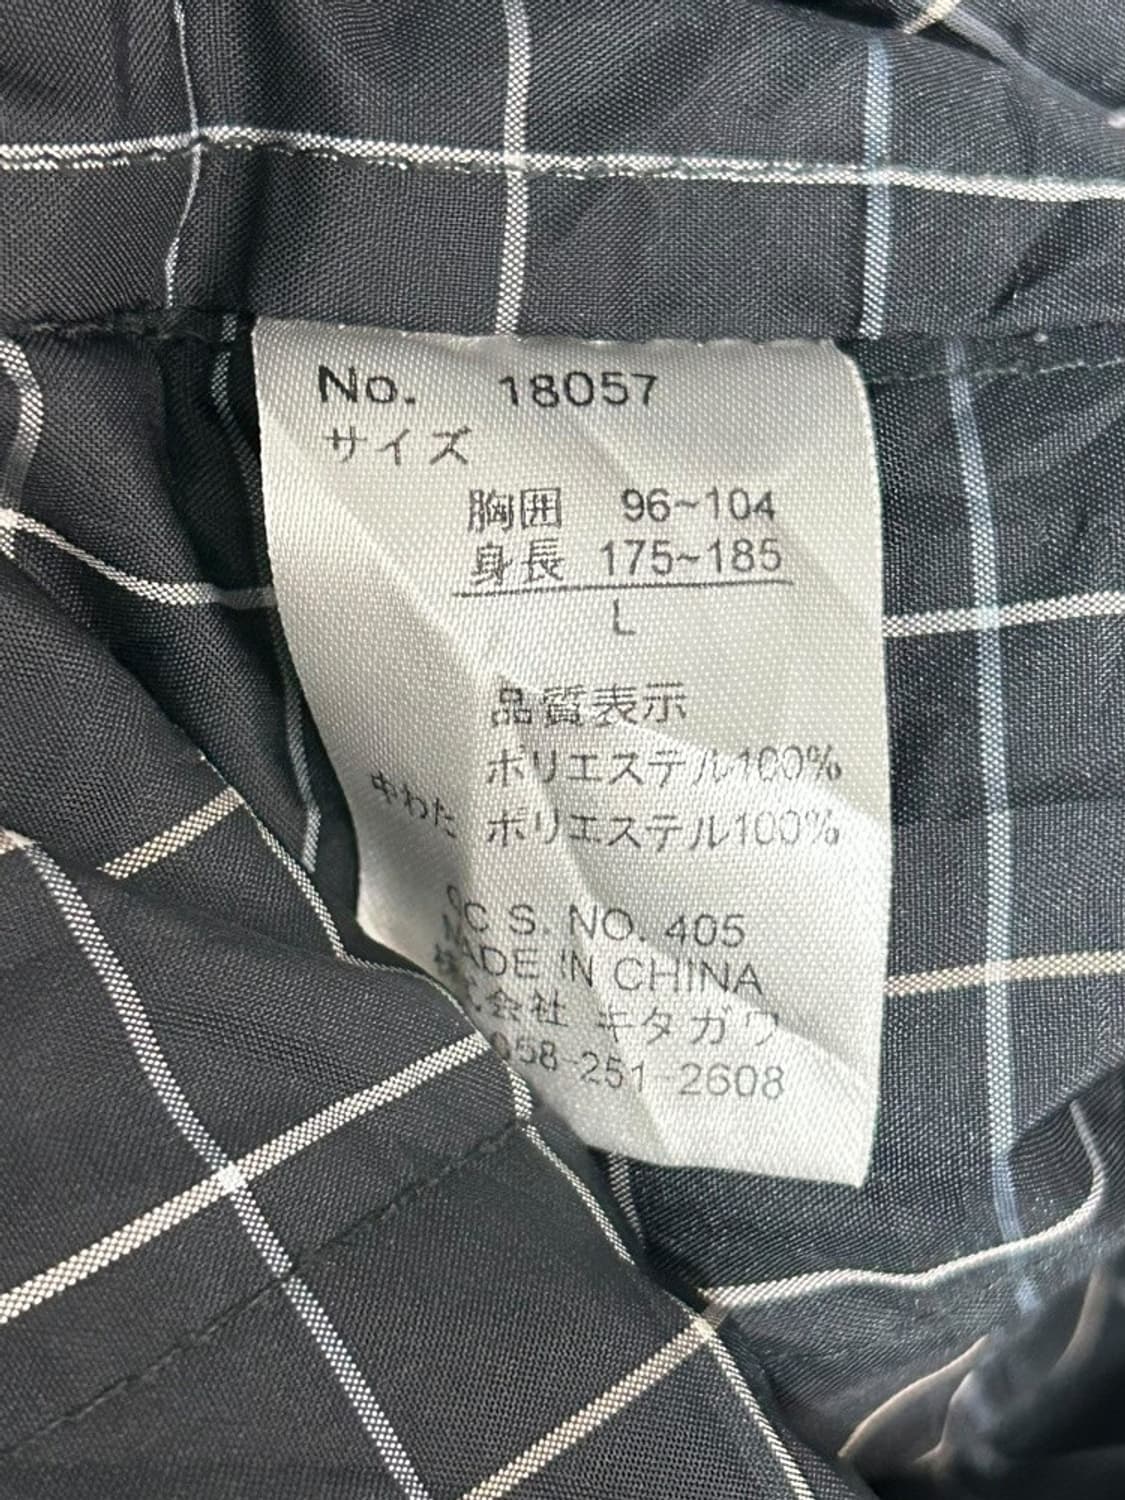 No. 18057
サイズ
胸囲 96~104
身長 175~185
L
品質表示
ポリエステル100%
中わた ポリエステル100%
C S. NO. 405
MADE IN CHINA
株式会社 キタガワ
058-251-2608